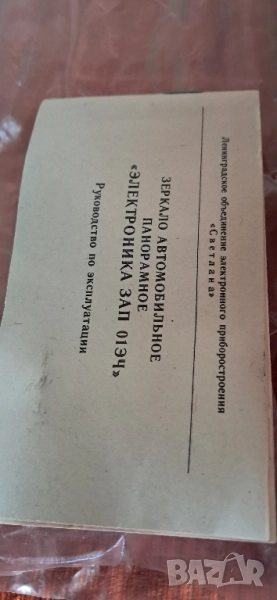 Ленинградское объединение электронного приборостроения
«Светлана»
ЗЕРКАЛО АВТОМОБИЛЬНОЕ
ПАНОРАМНОЕ
«ЭЛЕКТРОНИКА ЗАП 01ЭЧ»
Руководство по эксплуатации
BAZAR